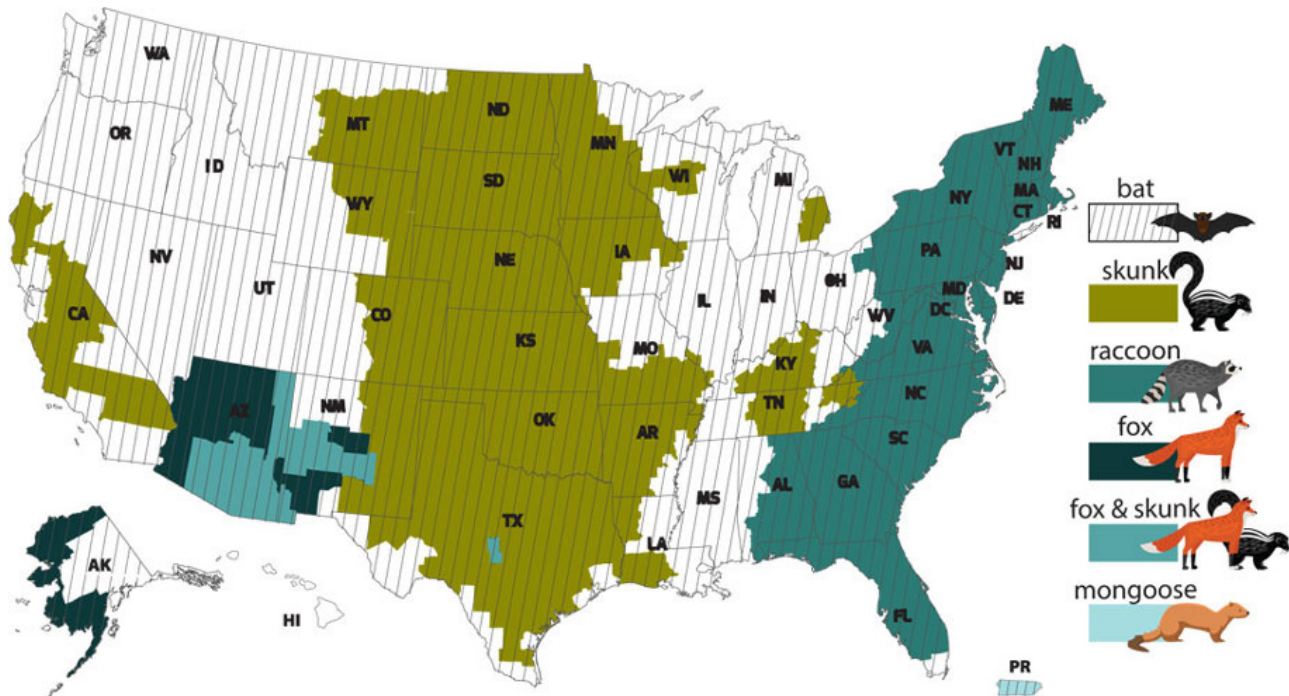 WA
OR
ID
MT
ND
MN
WI
MI
ME
VT
NH
MA
CT
RI
NY
SD
WY
NV
UT
CO
NE
IA
IL
IN
OH
PA
NJ
MD
DE
DC
WV
VA
CA
KS
MO
KY
TN
NC
AZ
NM
OK
AR
SC
MS
AL
GA
TX
LA
FL
AK
HI
PR
bat
skunk
raccoon
fox
fox & skunk
mongoose